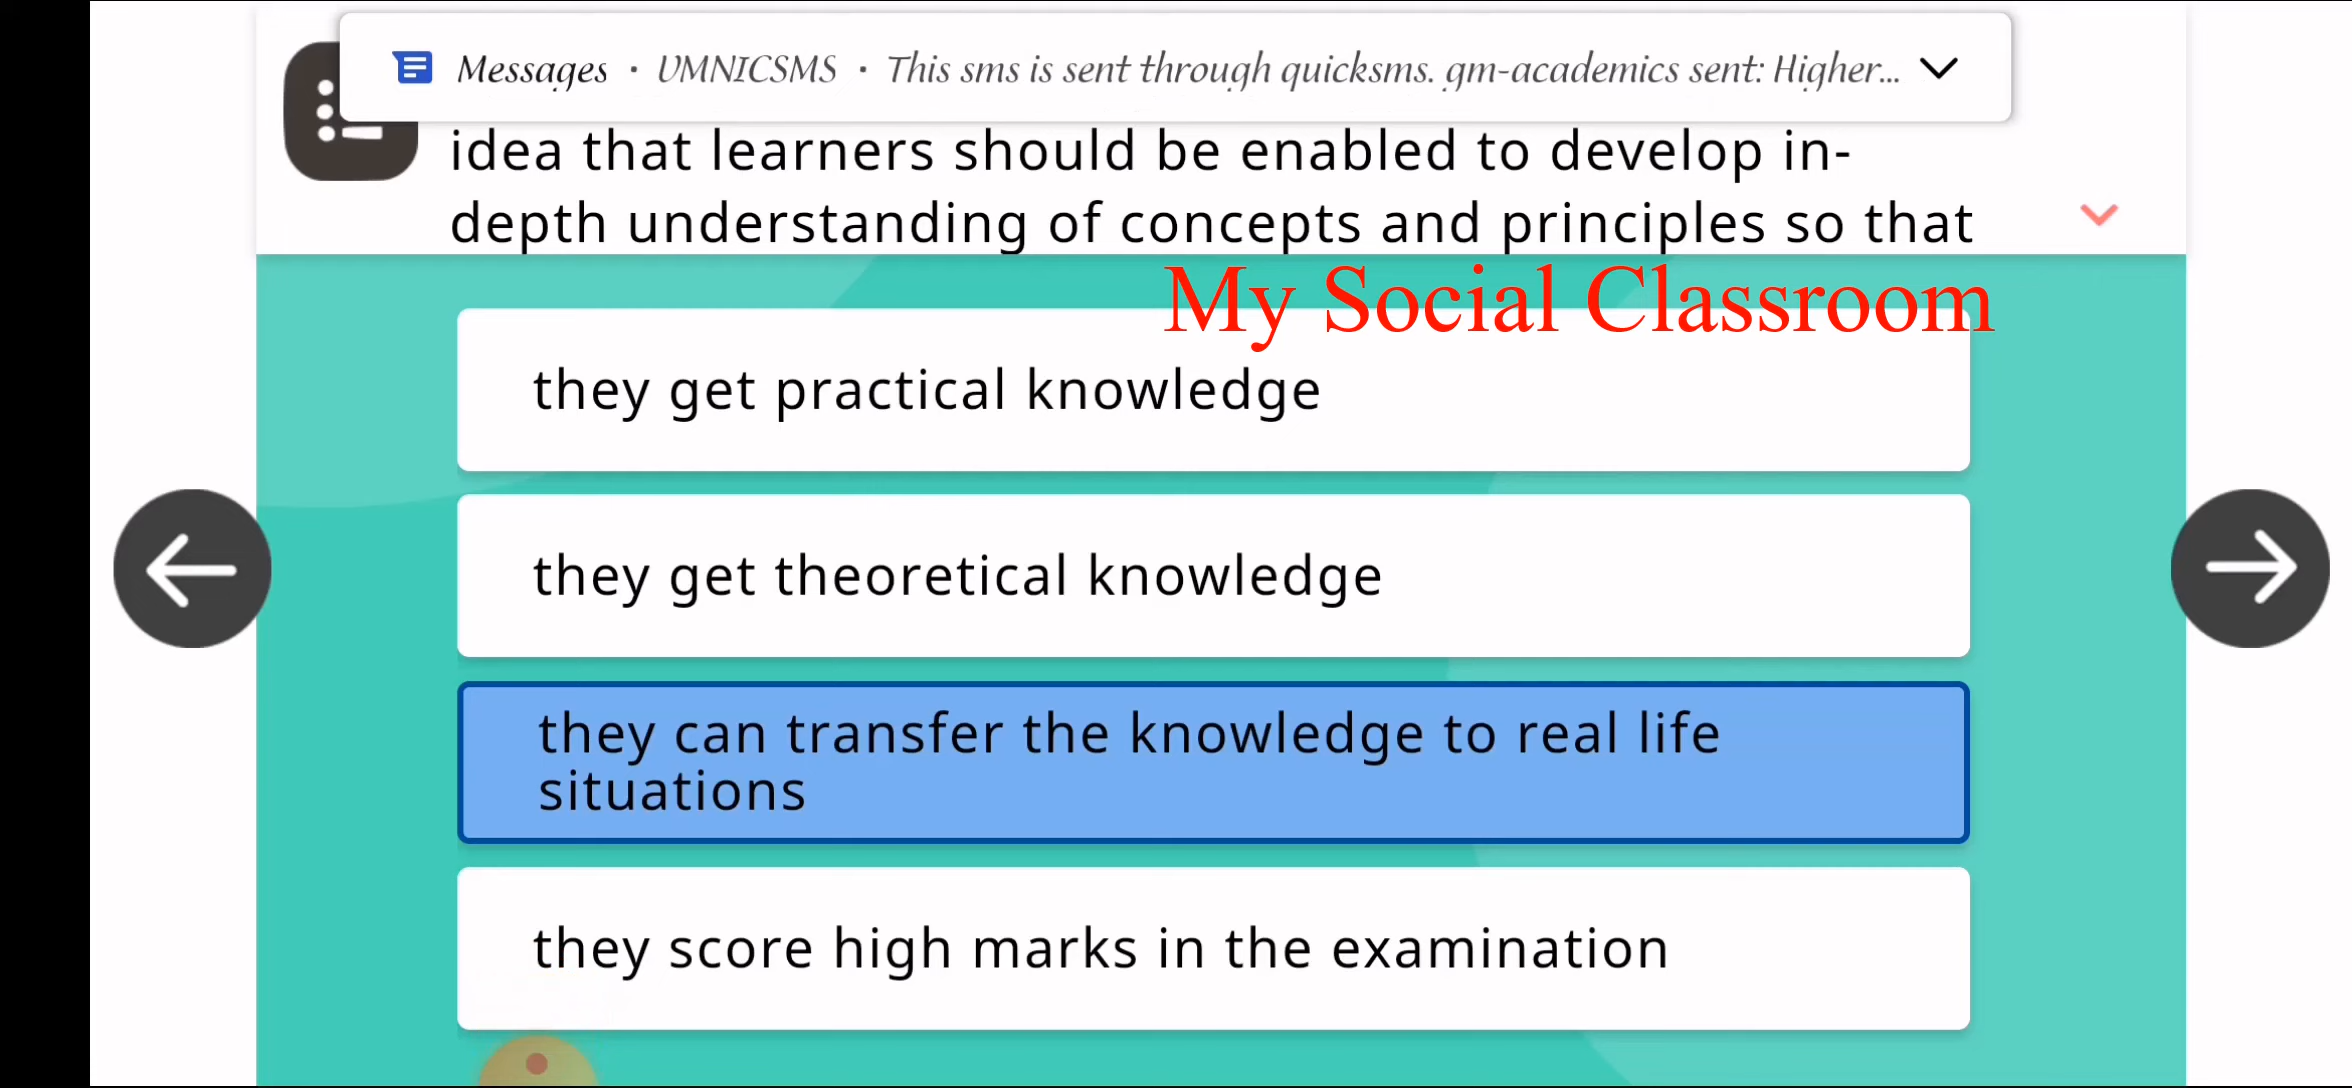 Messages · VMNICSMS · This sms is sent through quicksms. gm-academics sent: Higher...
idea that learners should be enabled to develop in-
depth understanding of concepts and principles so that
My Social Classroom
they get practical knowledge
they get theoretical knowledge
they can transfer the knowledge to real life
situations
they score high marks in the examination